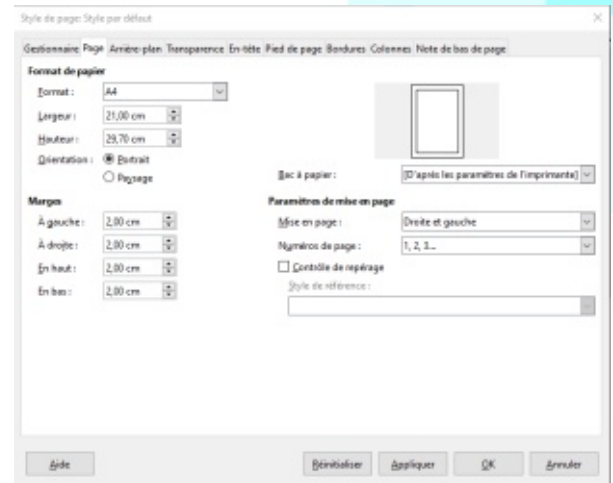 Style de page: Style par défaut
Gestionnaire Page Arrière-plan Transparence En-tête Pied de page Bordures Colonnes Note de bas de page
Format de papier
Format : A4
Largeur : 21,00 cm
Hauteur : 29,70 cm
Orientation : Portrait
Paysage
Bac à papier : [D'après les paramètres de l'imprimante]
Marges
À gauche : 2,00 cm
À droite : 2,00 cm
En haut : 2,00 cm
En bas : 2,00 cm
Paramètres de mise en page
Mise en page : Droite et gauche
Numéros de page : 1, 2, 3...
Contrôle de repérage
Style de référence :
Aide Réinitialiser Appliquer OK Annuler